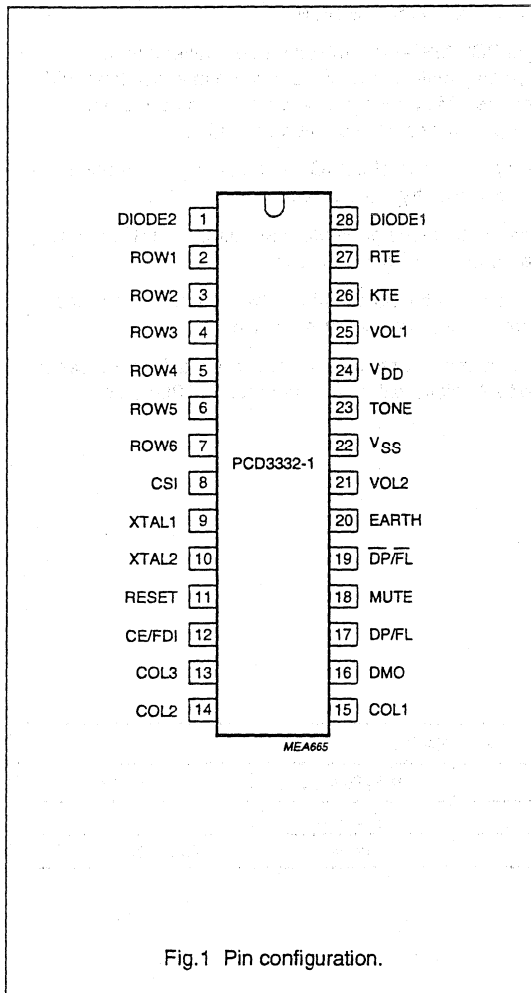 DIODE2 1 28 DIODE1
ROW1 2 27 RTE
ROW2 3 26 KTE
ROW3 4 25 VOL1
ROW4 5 24 VDD
ROW5 6 23 TONE
ROW6 7 22 VSS
PCD3332-1
CSI 8 21 VOL2
XTAL1 9 20 EARTH
XTAL2 10 19 D̅P̅/F̅L̅
RESET 11 18 MUTE
CE/FDI 12 17 DP/FL
COL3 13 16 DMO
COL2 14 15 COL1
MEA665
Fig.1 Pin configuration.